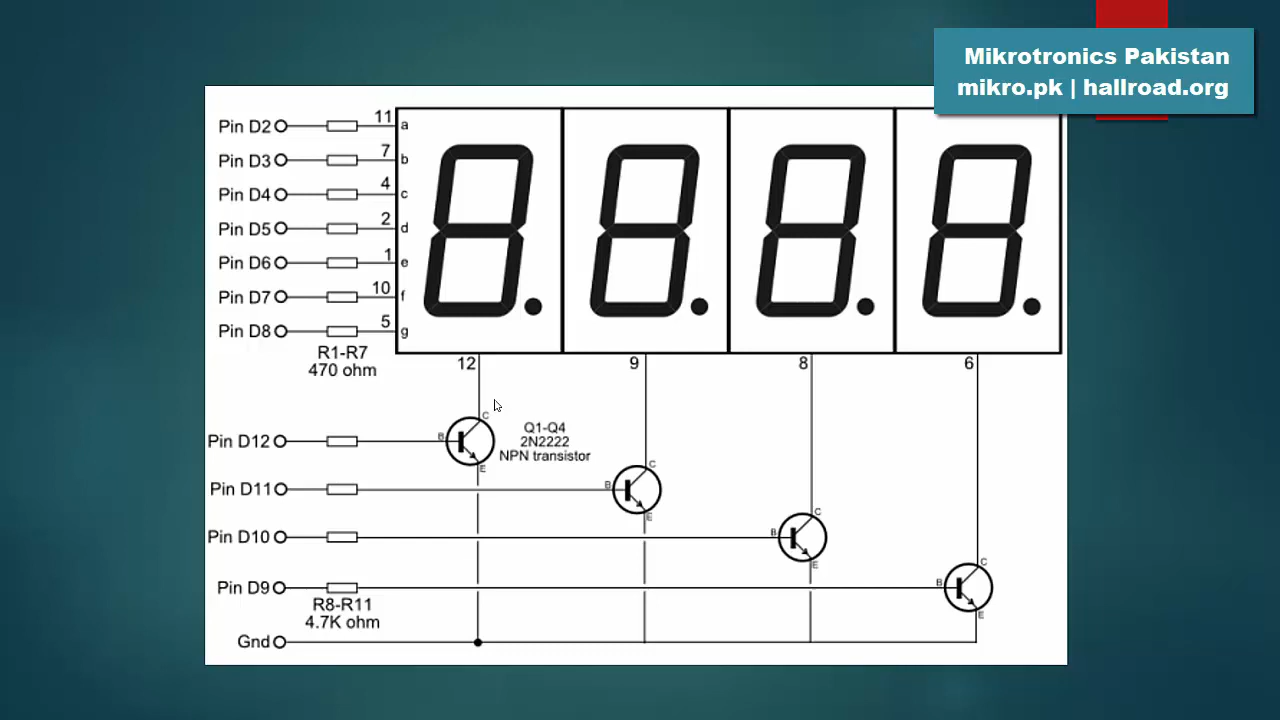 Mikrotronics Pakistan
mikro.pk | hallroad.org
Pin D2 11 a
Pin D3 7 b
Pin D4 4 c
Pin D5 2 d
Pin D6 1 e
Pin D7 10 f
Pin D8 5 g
R1-R7
470 ohm
12 9 8 6
C
Q1-Q4
2N2222
NPN transistor
Pin D12 B
E
C
Pin D11 B
E
C
Pin D10 B
E
C
Pin D9 B
E
R8-R11
4.7K ohm
Gnd